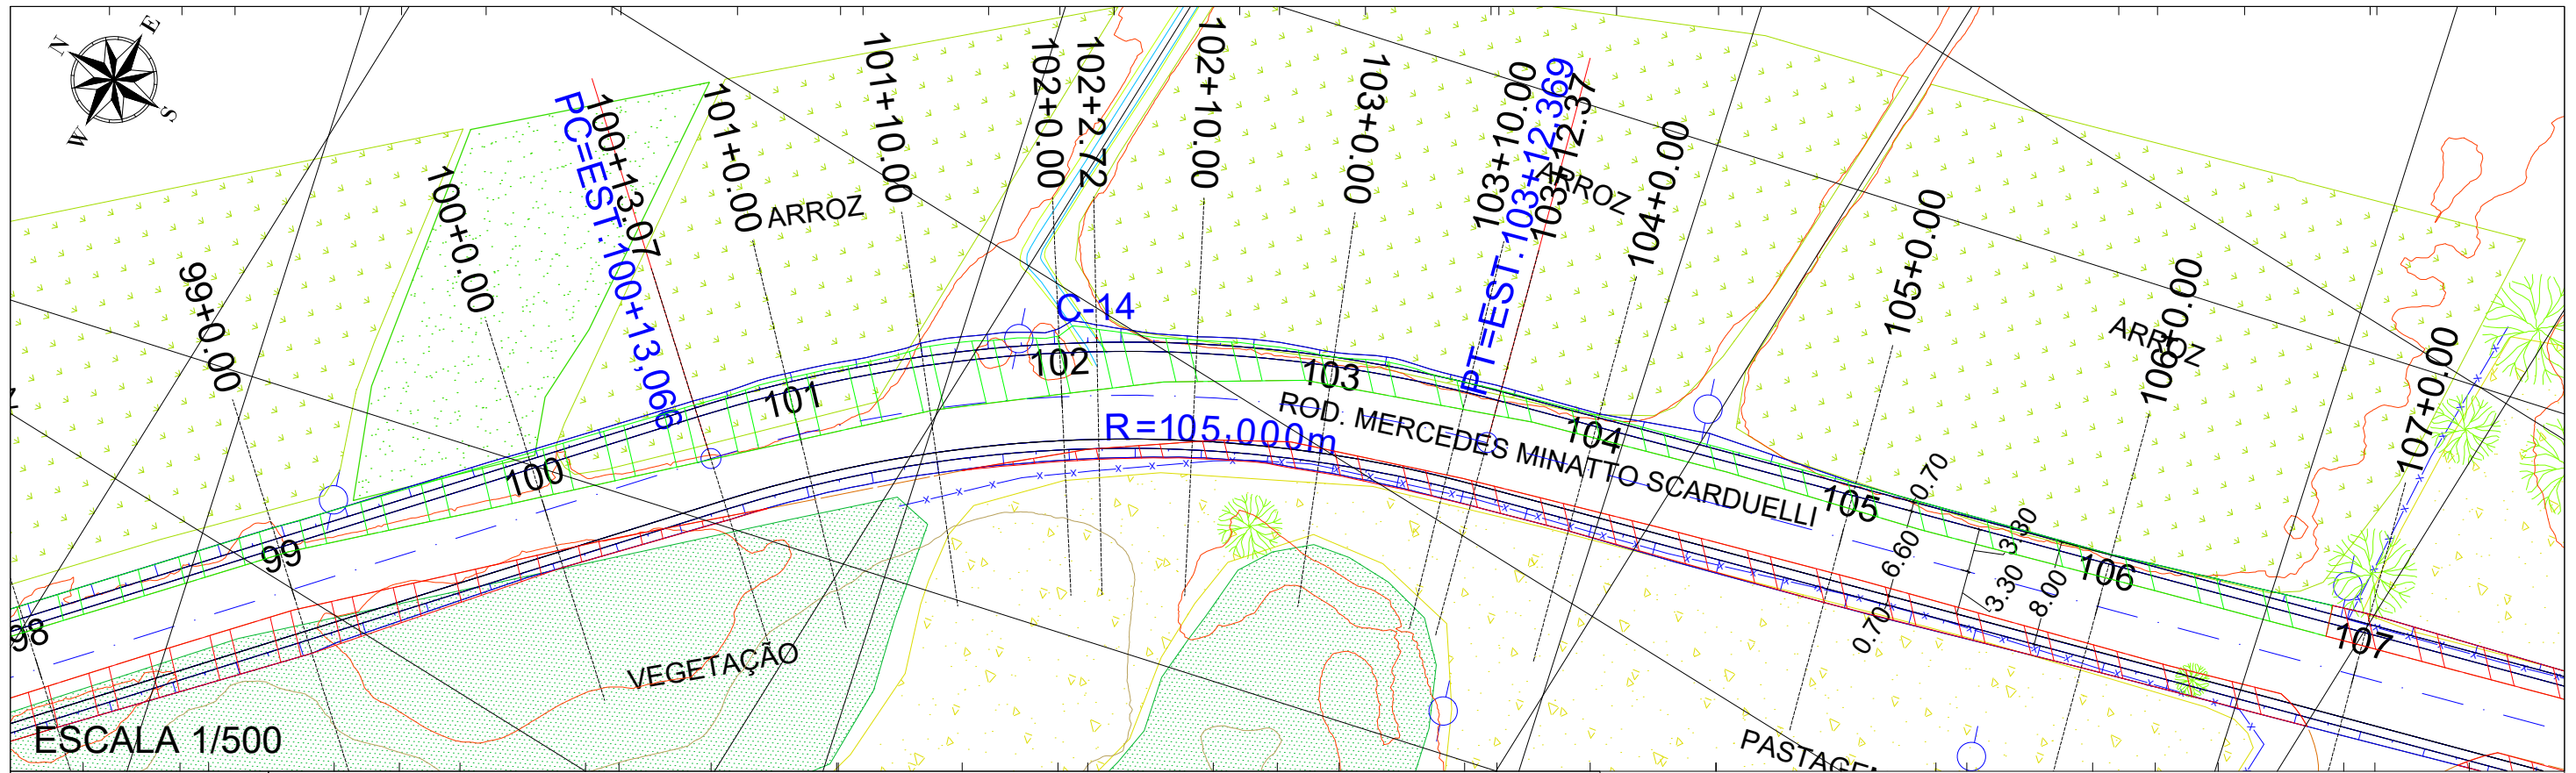 N
E
S
W
99+0.00
100+0.00
PC=EST.100+13,066
100+13.07
101+0.00
ARROZ
101+10.00
102+0.00
102+2.72
102+10.00
103+0.00
103+10.00
PT=EST.103+12,369
103+12.37
ARROZ
104+0.00
105+0.00
106+0.00
ARROZ
107+0.00
C-14
R=105,000m
ROD. MERCEDES MINATTO SCARDUELLI
98
99
100
101
102
103
104
105
106
107
0.70
6.60
0.70
3.30
3.30
8.00
VEGETAÇÃO
ESCALA 1/500